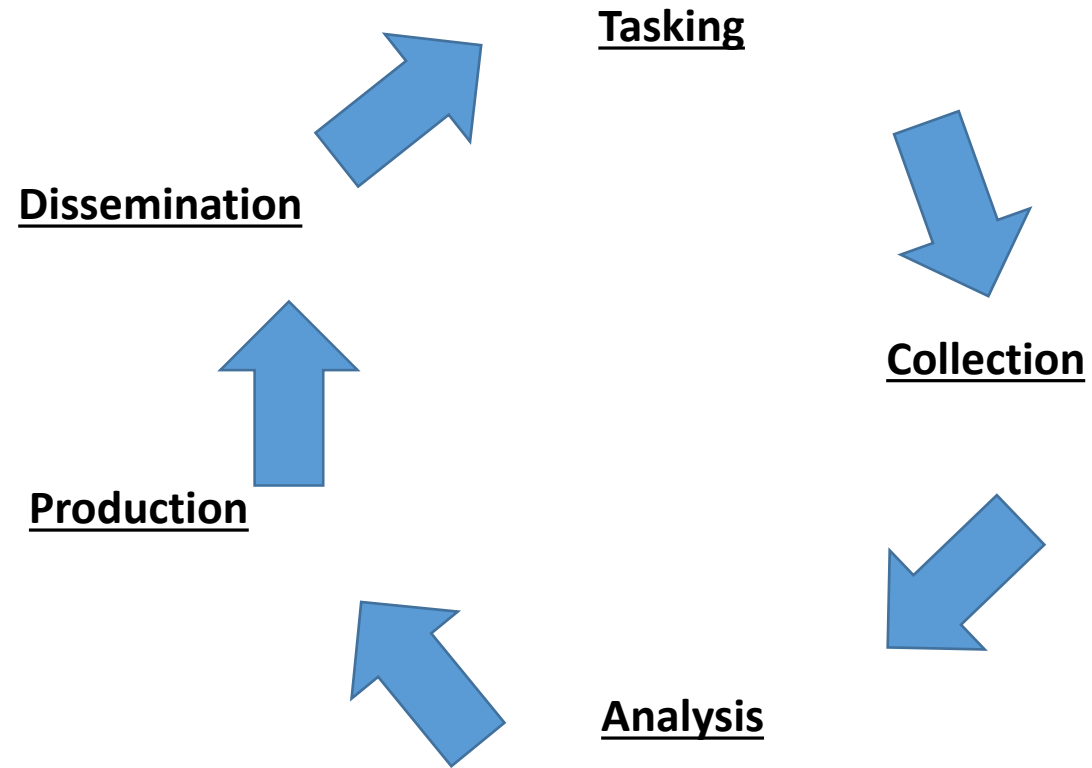 Tasking
Dissemination
Collection
Production
Analysis